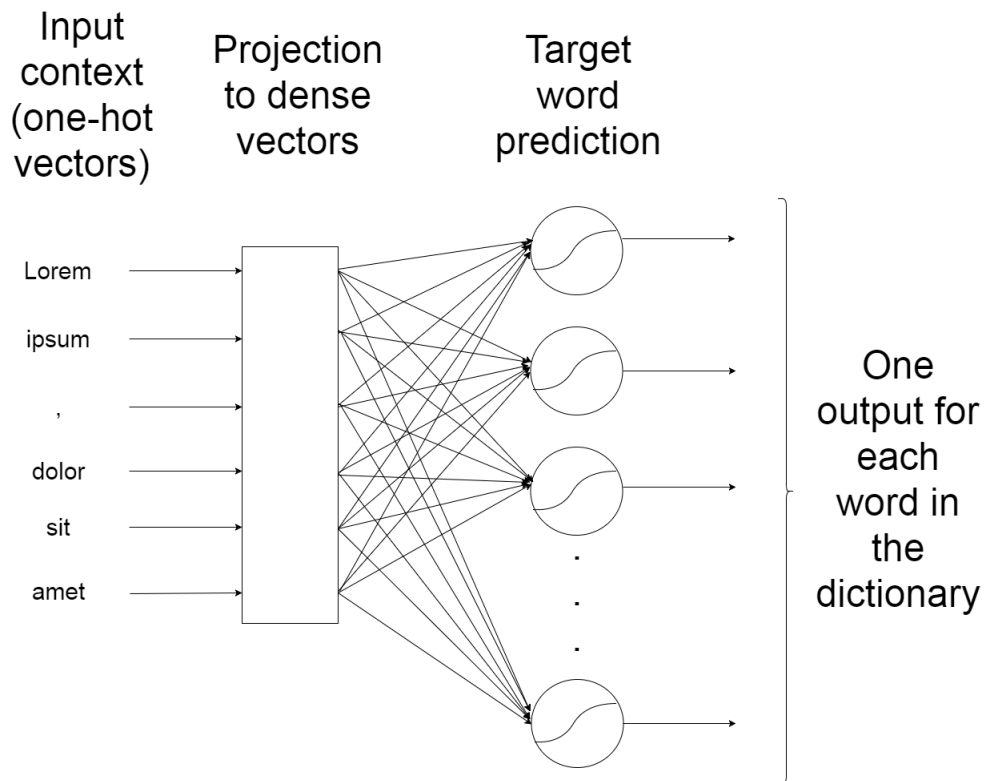 Input
context
(one-hot
vectors)
Projection
to dense
vectors
Target
word
prediction
Lorem
ipsum
,
dolor
sit
amet
One
output for
each
word in
the
dictionary